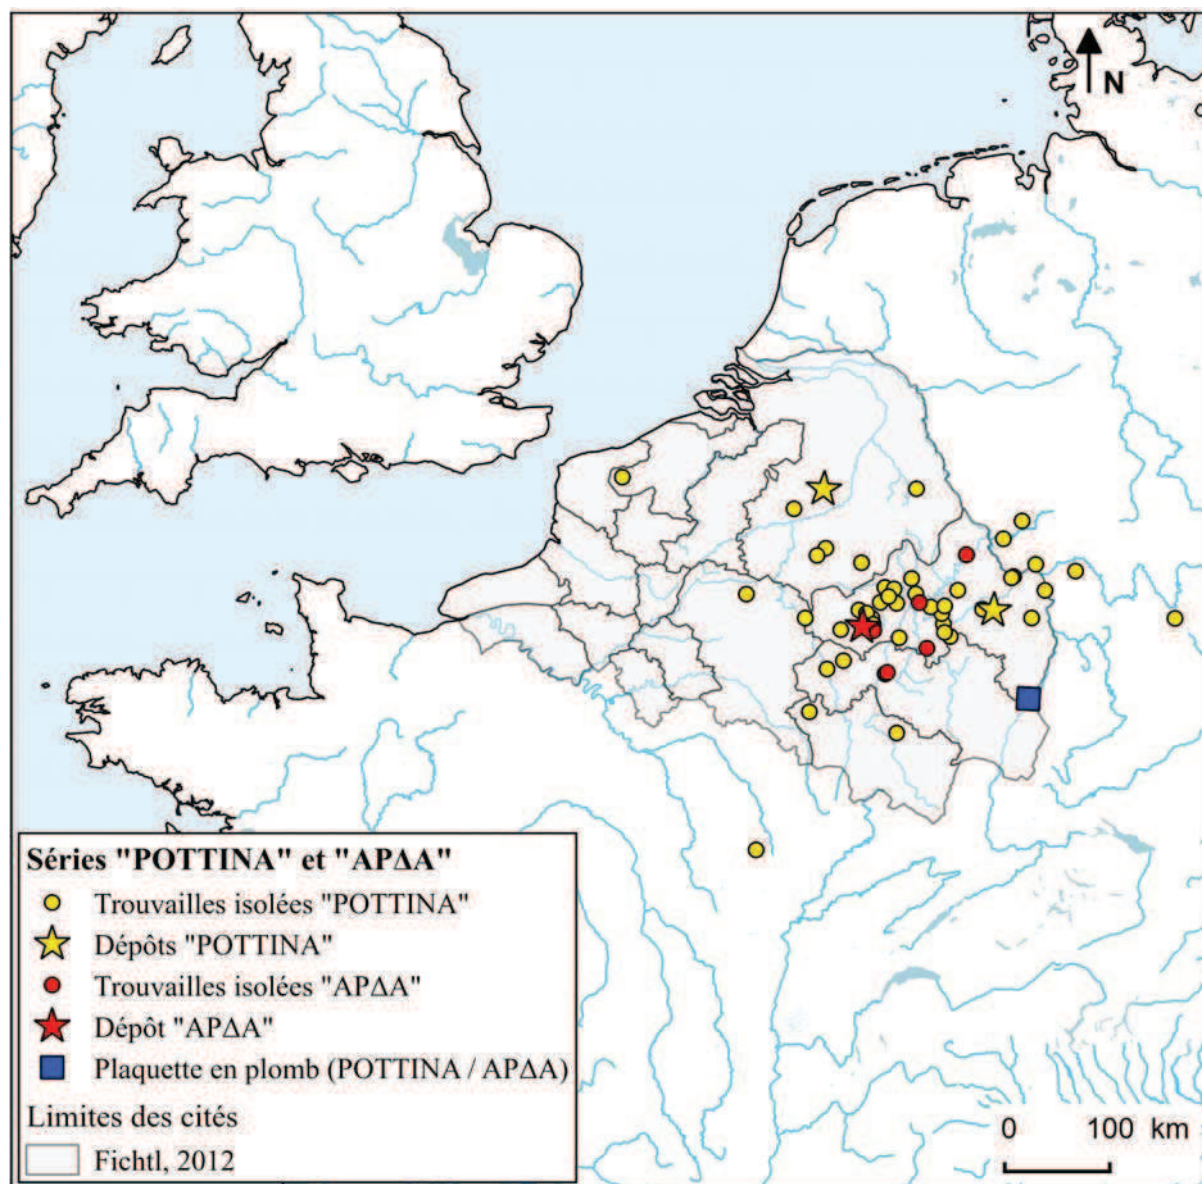 N
Séries "POTTINA" et "APΔA"
Trouvailles isolées "POTTINA"
Dépôts "POTTINA"
Trouvailles isolées "APΔA"
Dépôt "APΔA"
Plaquette en plomb (POTTINA / APΔA)
Limites des cités
Fichtl, 2012
0 100 km